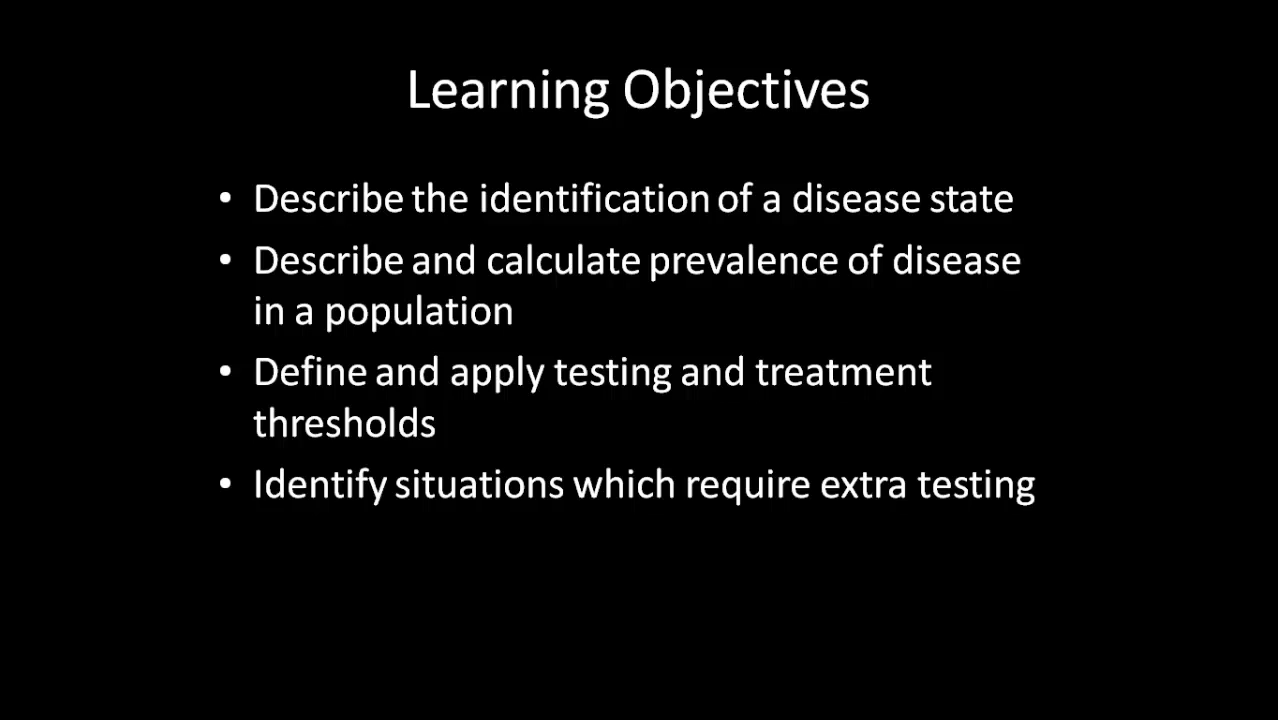 Learning Objectives
• Describe the identification of a disease state
• Describe and calculate prevalence of disease
in a population
• Define and apply testing and treatment
thresholds
• Identify situations which require extra testing